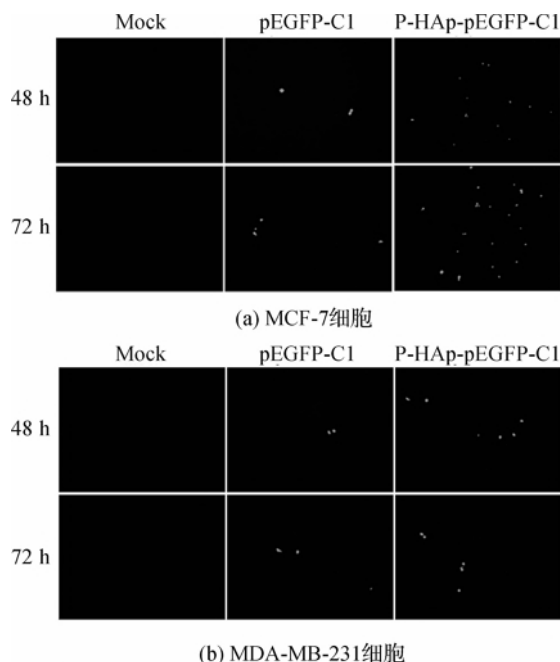 Mock pEGFP-C1 P-HAp-pEGFP-C1
48 h
72 h
(a) MCF-7细胞
Mock pEGFP-C1 P-HAp-pEGFP-C1
48 h
72 h
(b) MDA-MB-231细胞